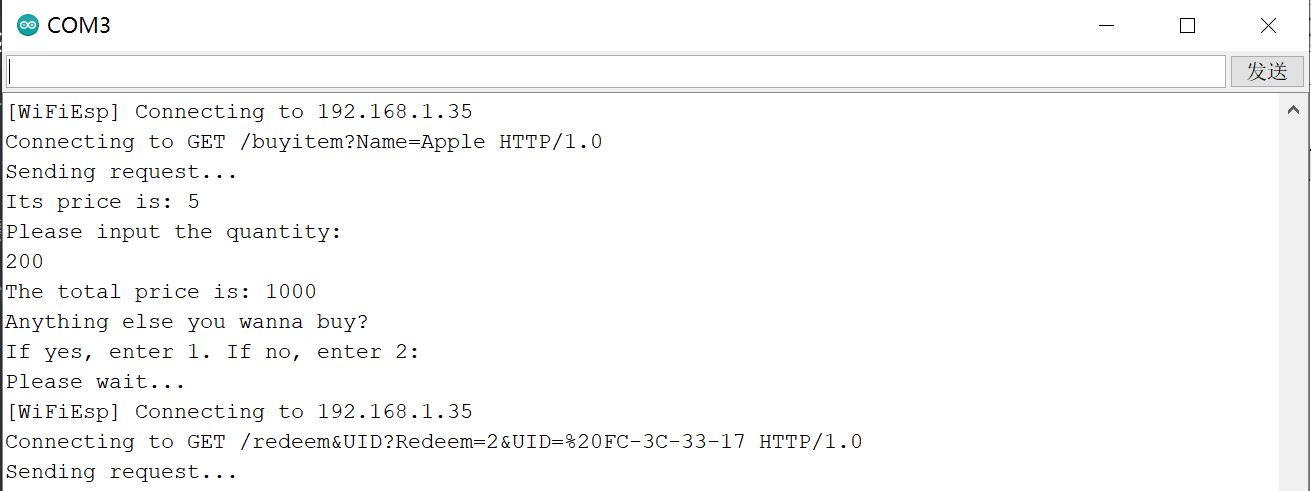 COM3
发送
[WiFiEsp] Connecting to 192.168.1.35
Connecting to GET /buyitem?Name=Apple HTTP/1.0
Sending request...
Its price is: 5
Please input the quantity:
200
The total price is: 1000
Anything else you wanna buy?
If yes, enter 1. If no, enter 2:
Please wait...
[WiFiEsp] Connecting to 192.168.1.35
Connecting to GET /redeem&UID?Redeem=2&UID=%20FC-3C-33-17 HTTP/1.0
Sending request...